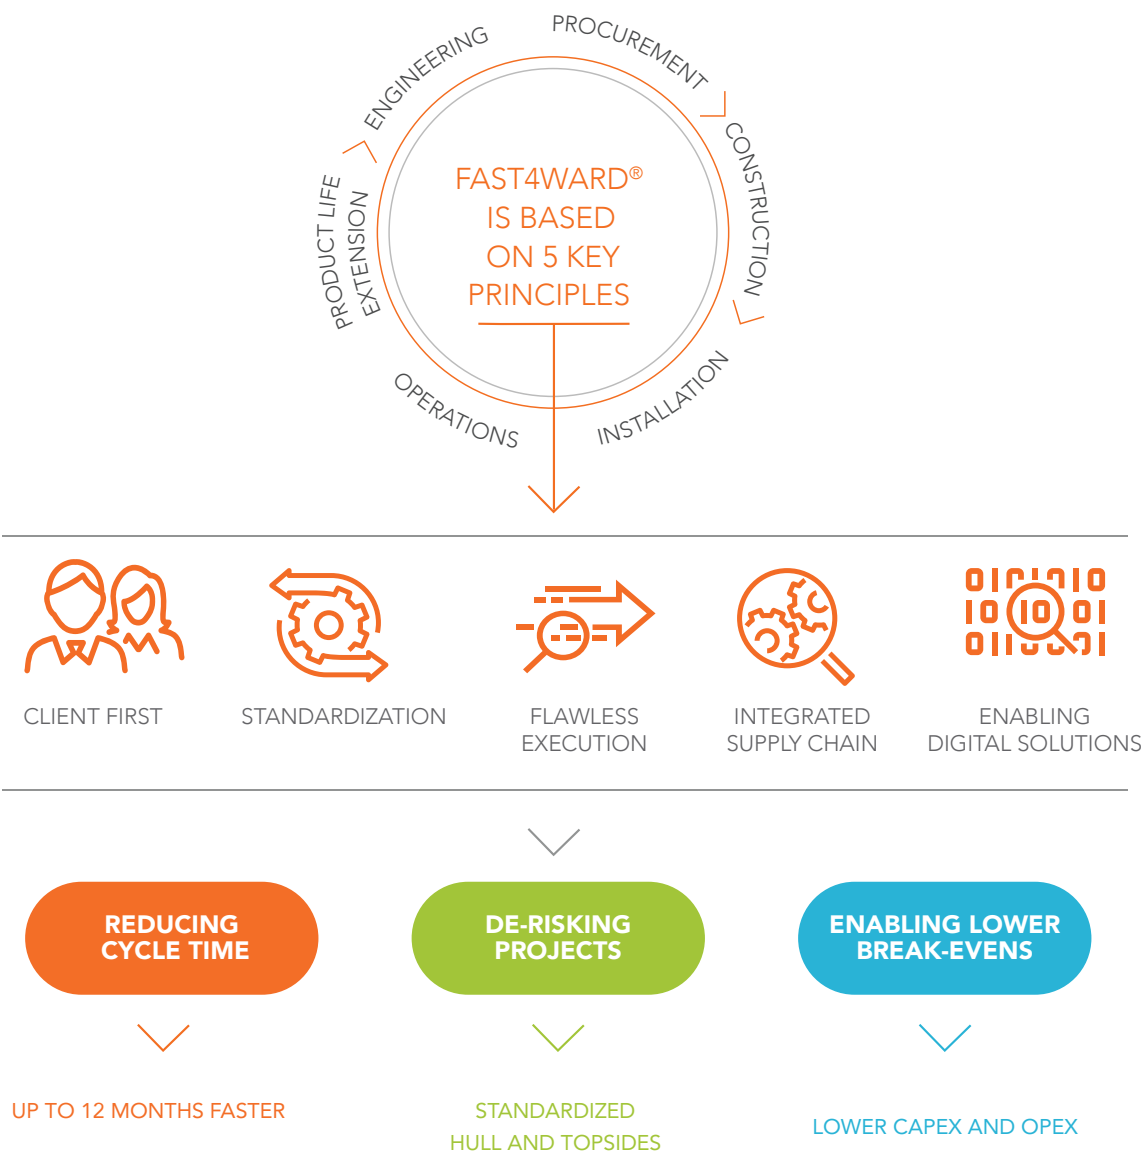 ENGINEERING
PROCUREMENT
CONSTRUCTION
INSTALLATION
OPERATIONS
PRODUCT LIFE
EXTENSION
FAST4WARD®
IS BASED
ON 5 KEY
PRINCIPLES
CLIENT FIRST
STANDARDIZATION
FLAWLESS
EXECUTION
INTEGRATED
SUPPLY CHAIN
ENABLING
DIGITAL SOLUTIONS
REDUCING
CYCLE TIME
DE-RISKING
PROJECTS
ENABLING LOWER
BREAK-EVENS
UP TO 12 MONTHS FASTER
STANDARDIZED
HULL AND TOPSIDES
LOWER CAPEX AND OPEX